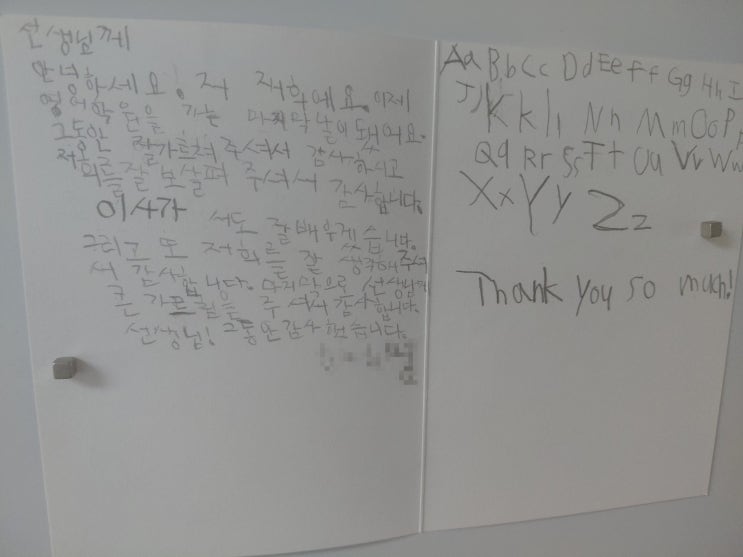 선생님께
안녕하세요! 저 저희예요. 이제
영어학원을 가는 마지막 날이 돼어요.
그동안 잘가르쳐 주셔서 감사하고
저희를 잘 보살펴 주셔서 감사합니다.
이사가 서도 잘 배우게 습니다.
그리고 또 저희를 잘 생각해 주셔
서 감사합니다. 마지막으로 선생님께
큰 가르침을 주셔서 감사합니다.
선생님! 그동안 감사했습니다.
Aa Bb Cc Dd Ee Ff Gg Hh I
Jj Kk Ll Nn Mm Oo P
Qq Rr Ss Tt Uu Vv Ww
Xx Yy Zz
Thank you so much!